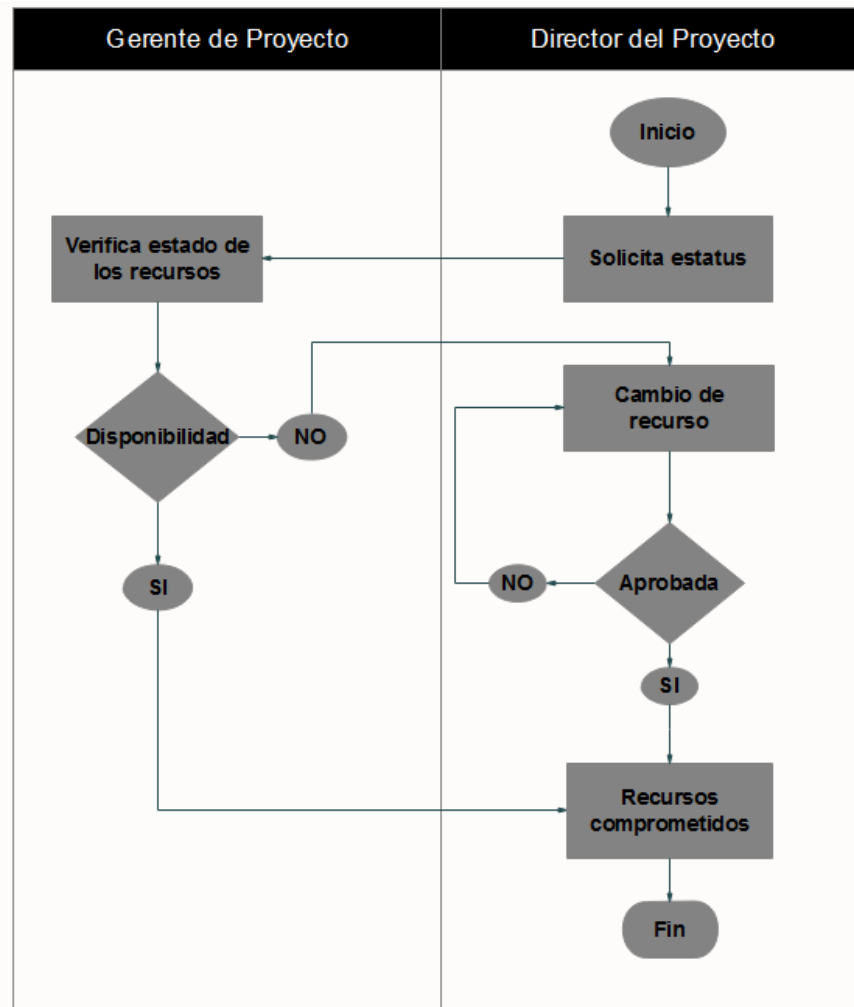 Gerente de Proyecto
Director del Proyecto
Inicio
Verifica estado de
los recursos
Solicita estatus
Cambio de
recurso
Disponibilidad
NO
NO
Aprobada
SI
SI
Recursos
comprometidos
Fin